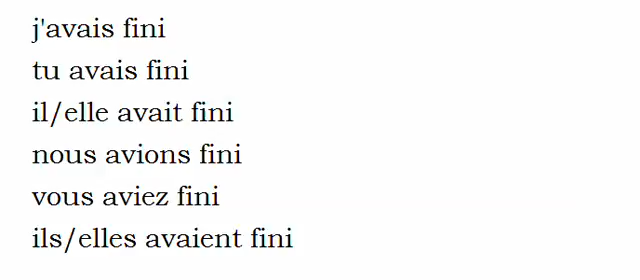 j'avais fini
tu avais fini
il/elle avait fini
nous avions fini
vous aviez fini
ils/elles avaient fini